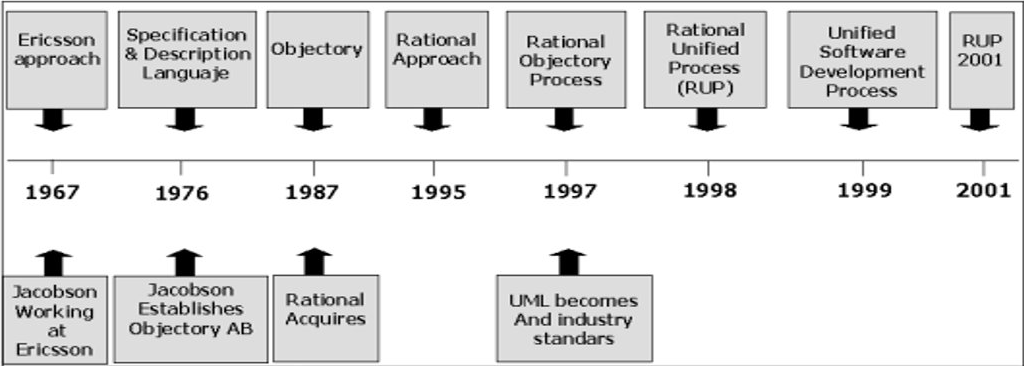 Ericsson
approach
Specification
& Description
Languaje
Objectory
Rational
Approach
Rational
Objectory
Process
Rational
Unified
Process
(RUP)
Unified
Software
Development
Process
RUP
2001
1967
1976
1987
1995
1997
1998
1999
2001
Jacobson
Working
at
Ericsson
Jacobson
Establishes
Objectory AB
Rational
Acquires
UML becomes
And industry
standars